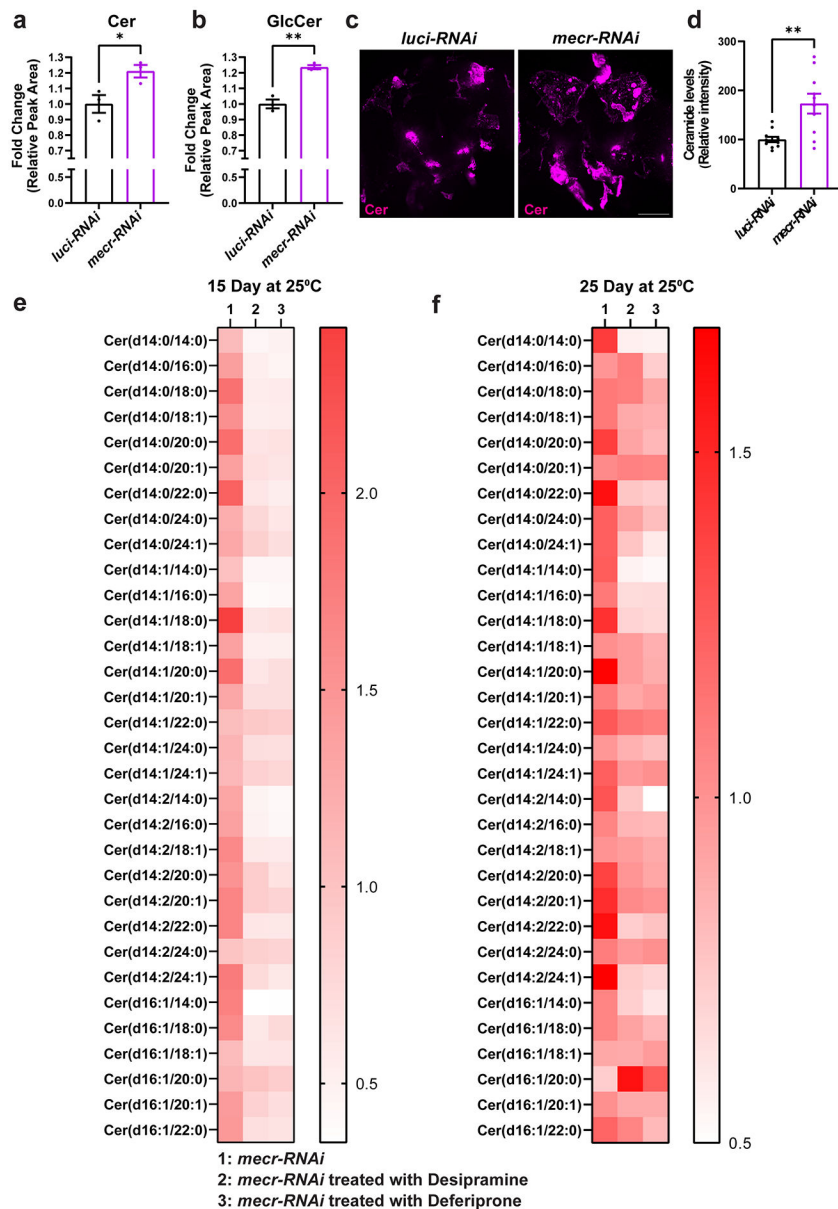 a
Cer
*
Fold Change
(Relative Peak Area)
1.3
1.2
1.1
1.0
0.9
0.8
0.7
0.5
0.0
luci-RNAi
mecr-RNAi
b
GlcCer
**
Fold Change
(Relative Peak Area)
1.3
1.2
1.1
1.0
0.9
0.8
0.7
0.5
0.0
luci-RNAi
mecr-RNAi
c
luci-RNAi
mecr-RNAi
Cer
Cer
d
**
Ceramide levels
(Relative Intensity)
300
200
100
0
luci-RNAi
mecr-RNAi
e
15 Day at 25ºC
1 2 3
Cer(d14:0/14:0)
Cer(d14:0/16:0)
Cer(d14:0/18:0)
Cer(d14:0/18:1)
Cer(d14:0/20:0)
Cer(d14:0/20:1)
Cer(d14:0/22:0)
Cer(d14:0/24:0)
Cer(d14:0/24:1)
Cer(d14:1/14:0)
Cer(d14:1/16:0)
Cer(d14:1/18:0)
Cer(d14:1/18:1)
Cer(d14:1/20:0)
Cer(d14:1/20:1)
Cer(d14:1/22:0)
Cer(d14:1/24:0)
Cer(d14:1/24:1)
Cer(d14:2/14:0)
Cer(d14:2/16:0)
Cer(d14:2/18:1)
Cer(d14:2/20:0)
Cer(d14:2/20:1)
Cer(d14:2/22:0)
Cer(d14:2/24:0)
Cer(d14:2/24:1)
Cer(d16:1/14:0)
Cer(d16:1/18:0)
Cer(d16:1/18:1)
Cer(d16:1/20:0)
Cer(d16:1/20:1)
Cer(d16:1/22:0)
2.0
1.5
1.0
0.5
f
25 Day at 25ºC
1 2 3
Cer(d14:0/14:0)
Cer(d14:0/16:0)
Cer(d14:0/18:0)
Cer(d14:0/18:1)
Cer(d14:0/20:0)
Cer(d14:0/20:1)
Cer(d14:0/22:0)
Cer(d14:0/24:0)
Cer(d14:0/24:1)
Cer(d14:1/14:0)
Cer(d14:1/16:0)
Cer(d14:1/18:0)
Cer(d14:1/18:1)
Cer(d14:1/20:0)
Cer(d14:1/20:1)
Cer(d14:1/22:0)
Cer(d14:1/24:0)
Cer(d14:1/24:1)
Cer(d14:2/14:0)
Cer(d14:2/16:0)
Cer(d14:2/18:1)
Cer(d14:2/20:0)
Cer(d14:2/20:1)
Cer(d14:2/22:0)
Cer(d14:2/24:0)
Cer(d14:2/24:1)
Cer(d16:1/14:0)
Cer(d16:1/18:0)
Cer(d16:1/18:1)
Cer(d16:1/20:0)
Cer(d16:1/20:1)
Cer(d16:1/22:0)
1.5
1.0
0.5
1: mecr-RNAi
2: mecr-RNAi treated with Desipramine
3: mecr-RNAi treated with Deferiprone